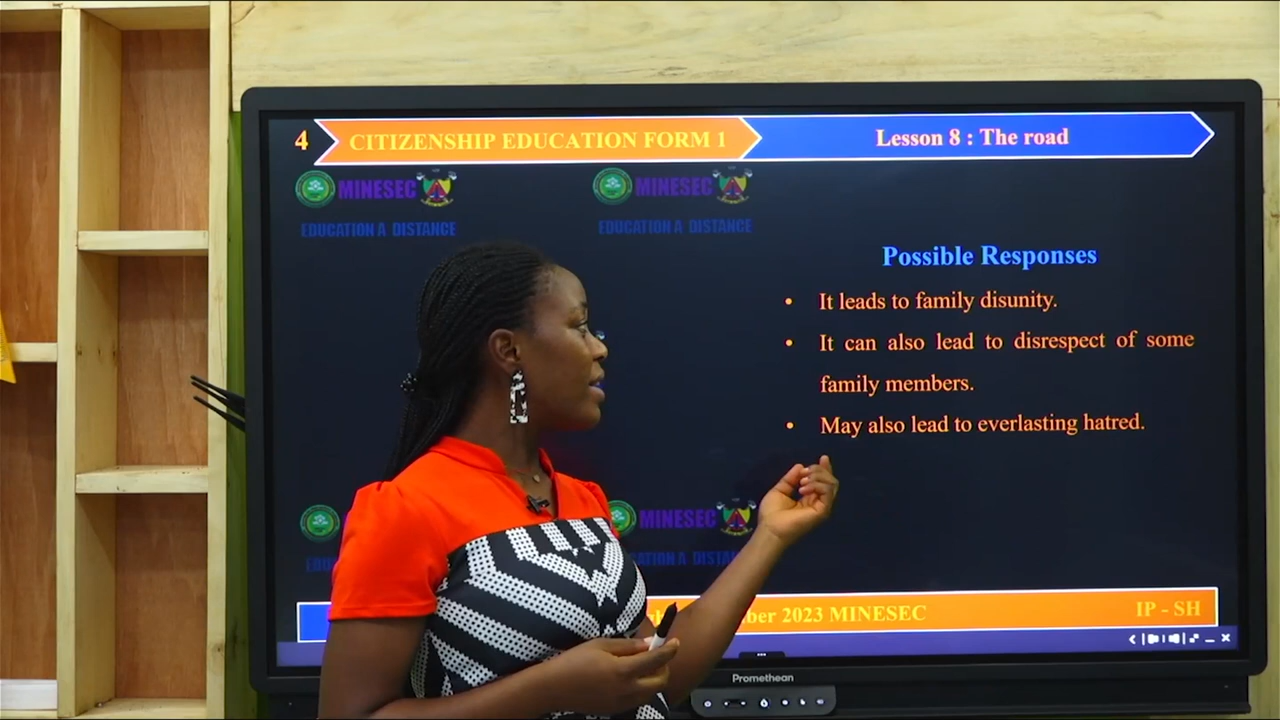 4 CITIZENSHIP EDUCATION FORM 1 Lesson 8 : The road
MINESEC MINESEC
EDUCATION A DISTANCE EDUCATION A DISTANCE
Possible Responses
• It leads to family disunity.
• It can also lead to disrespect of some
family members.
• May also lead to everlasting hatred.
MINESEC
2023 MINESEC IP - SH
Promethean